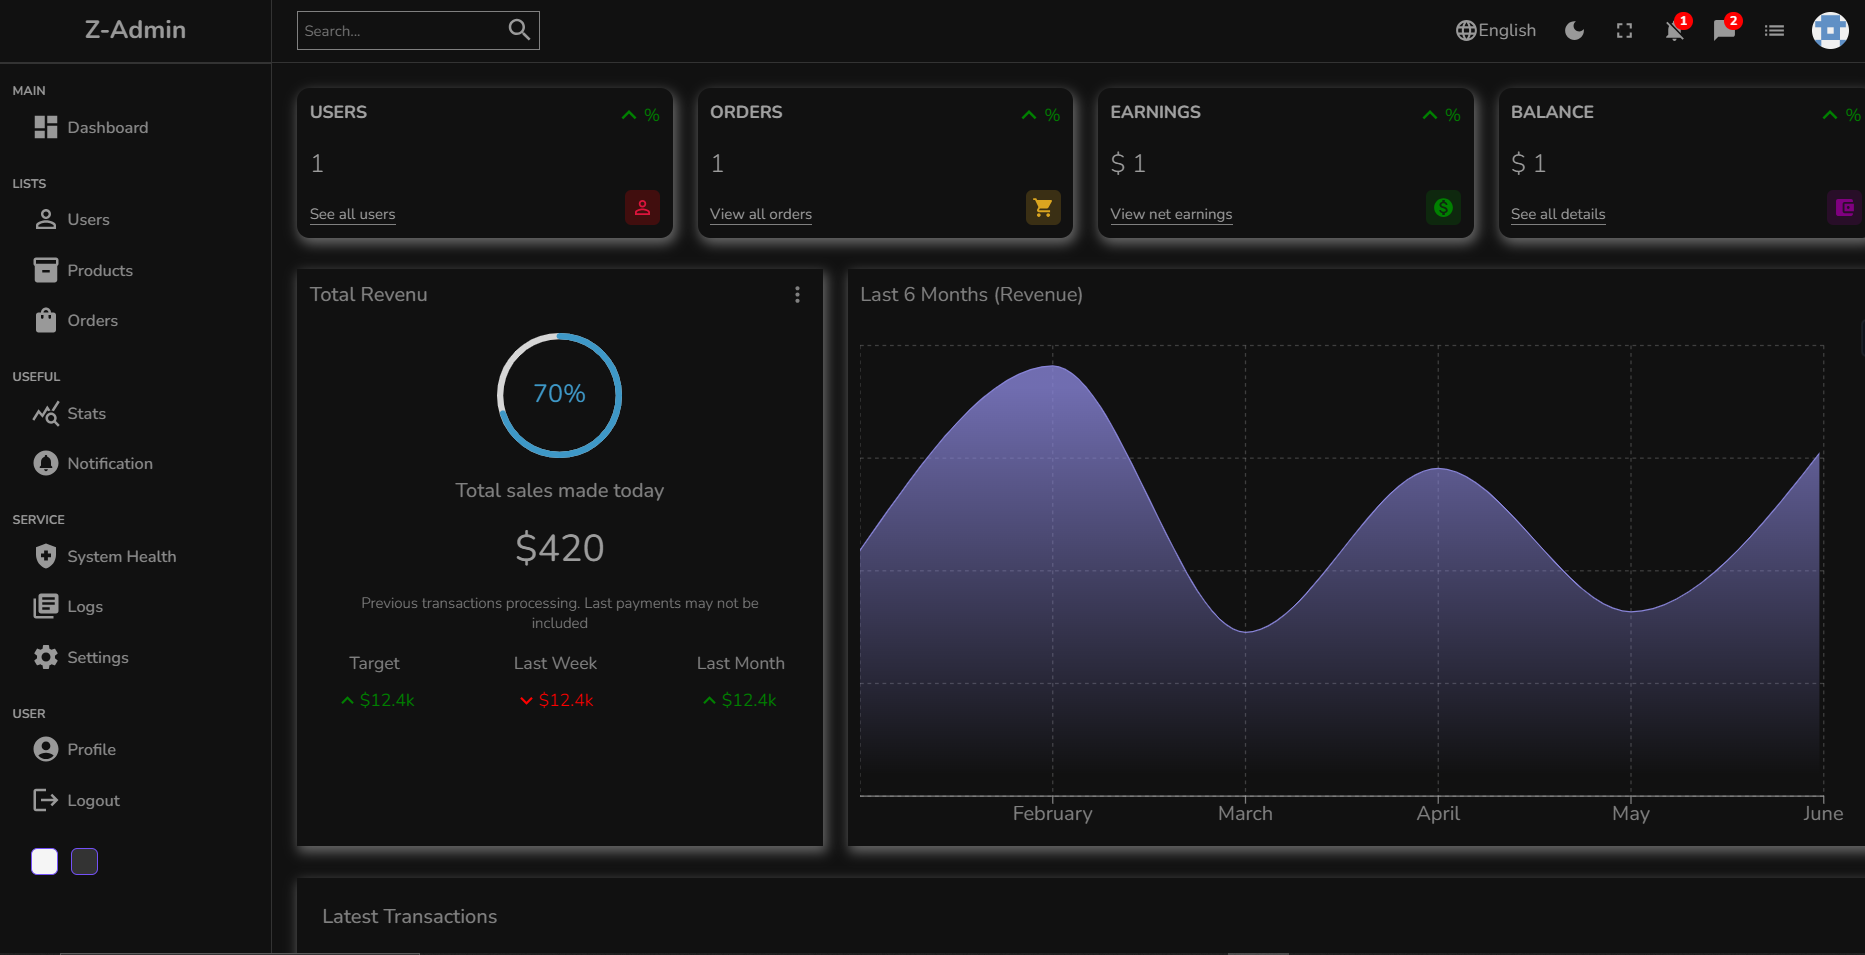 Z-Admin
Search...
English
1
2
MAIN
Dashboard
LISTS
Users
Products
Orders
USEFUL
Stats
Notification
SERVICE
System Health
Logs
Settings
USER
Profile
Logout
USERS
%
1
See all users
ORDERS
%
1
View all orders
EARNINGS
%
$ 1
View net earnings
BALANCE
%
$ 1
See all details
Total Revenu
70%
Total sales made today
$420
Previous transactions processing. Last payments may not be
included
Target
Last Week
Last Month
$12.4k
$12.4k
$12.4k
Last 6 Months (Revenue)
February
March
April
May
June
Latest Transactions